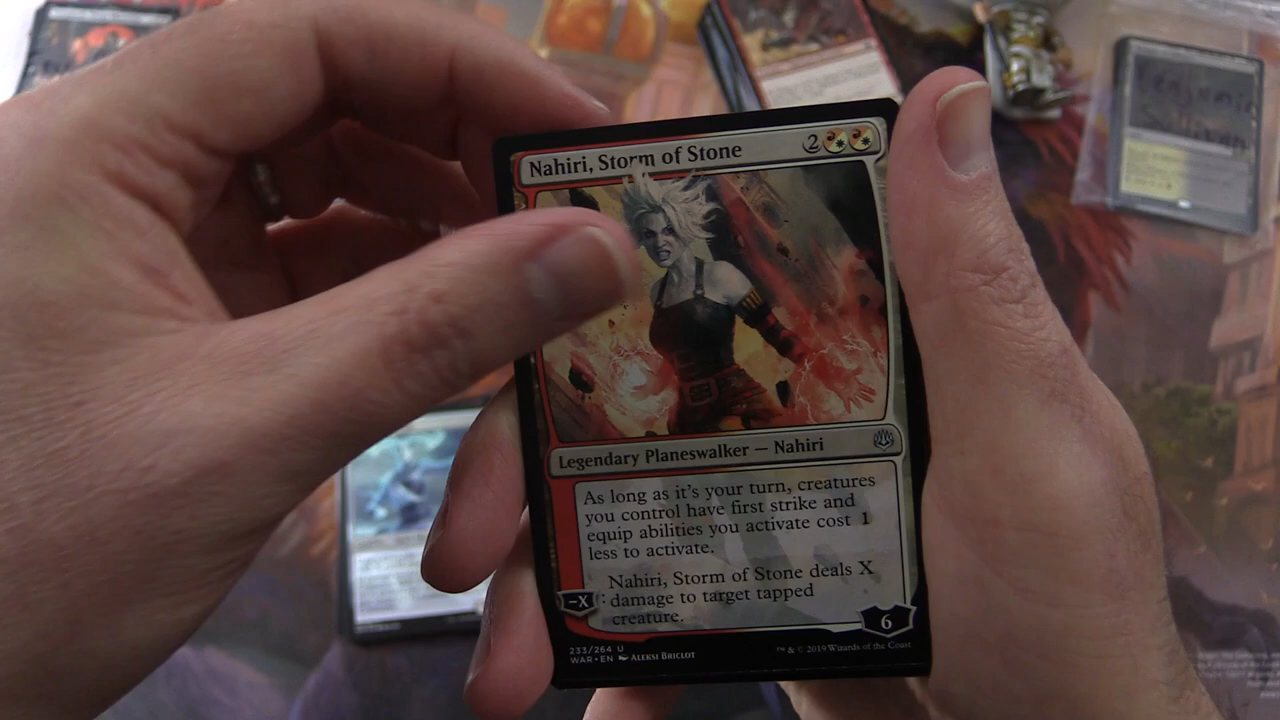 Nahiri, Storm of Stone
2
Legendary Planeswalker — Nahiri
As long as it's your turn, creatures
you control have first strike and
equip abilities you activate cost 1
less to activate.
Nahiri, Storm of Stone deals X
-X: damage to target tapped
creature.
6
233/264 U
WAR • EN Aleksi Briclot
™ & © 2019 Wizards of the Coast